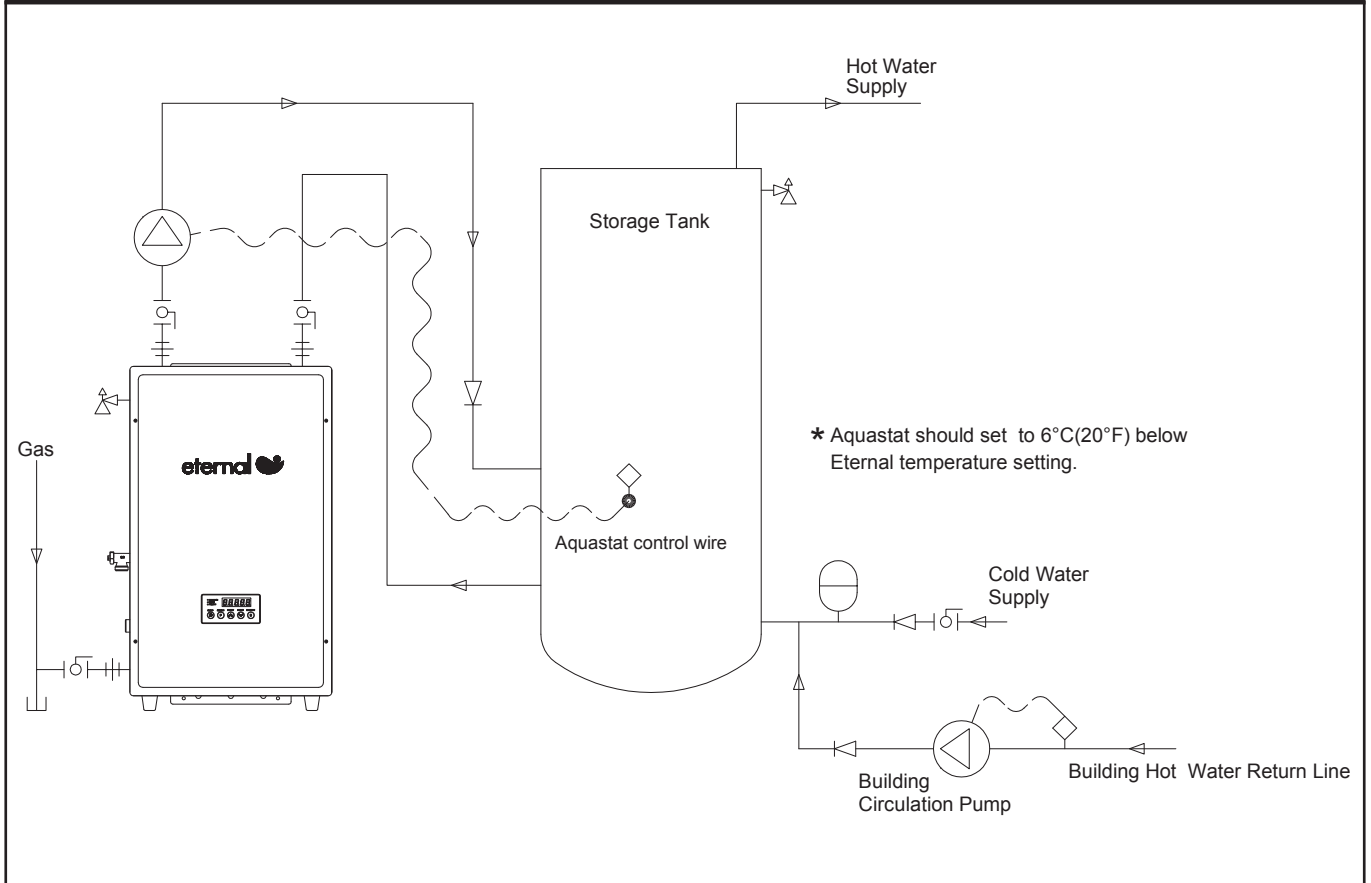 Hot Water
Supply
Storage Tank
Gas
eternal
* Aquastat should set to 6°C(20°F) below
Eternal temperature setting.
Aquastat control wire
Cold Water
Supply
Building Hot Water Return Line
Building
Circulation Pump